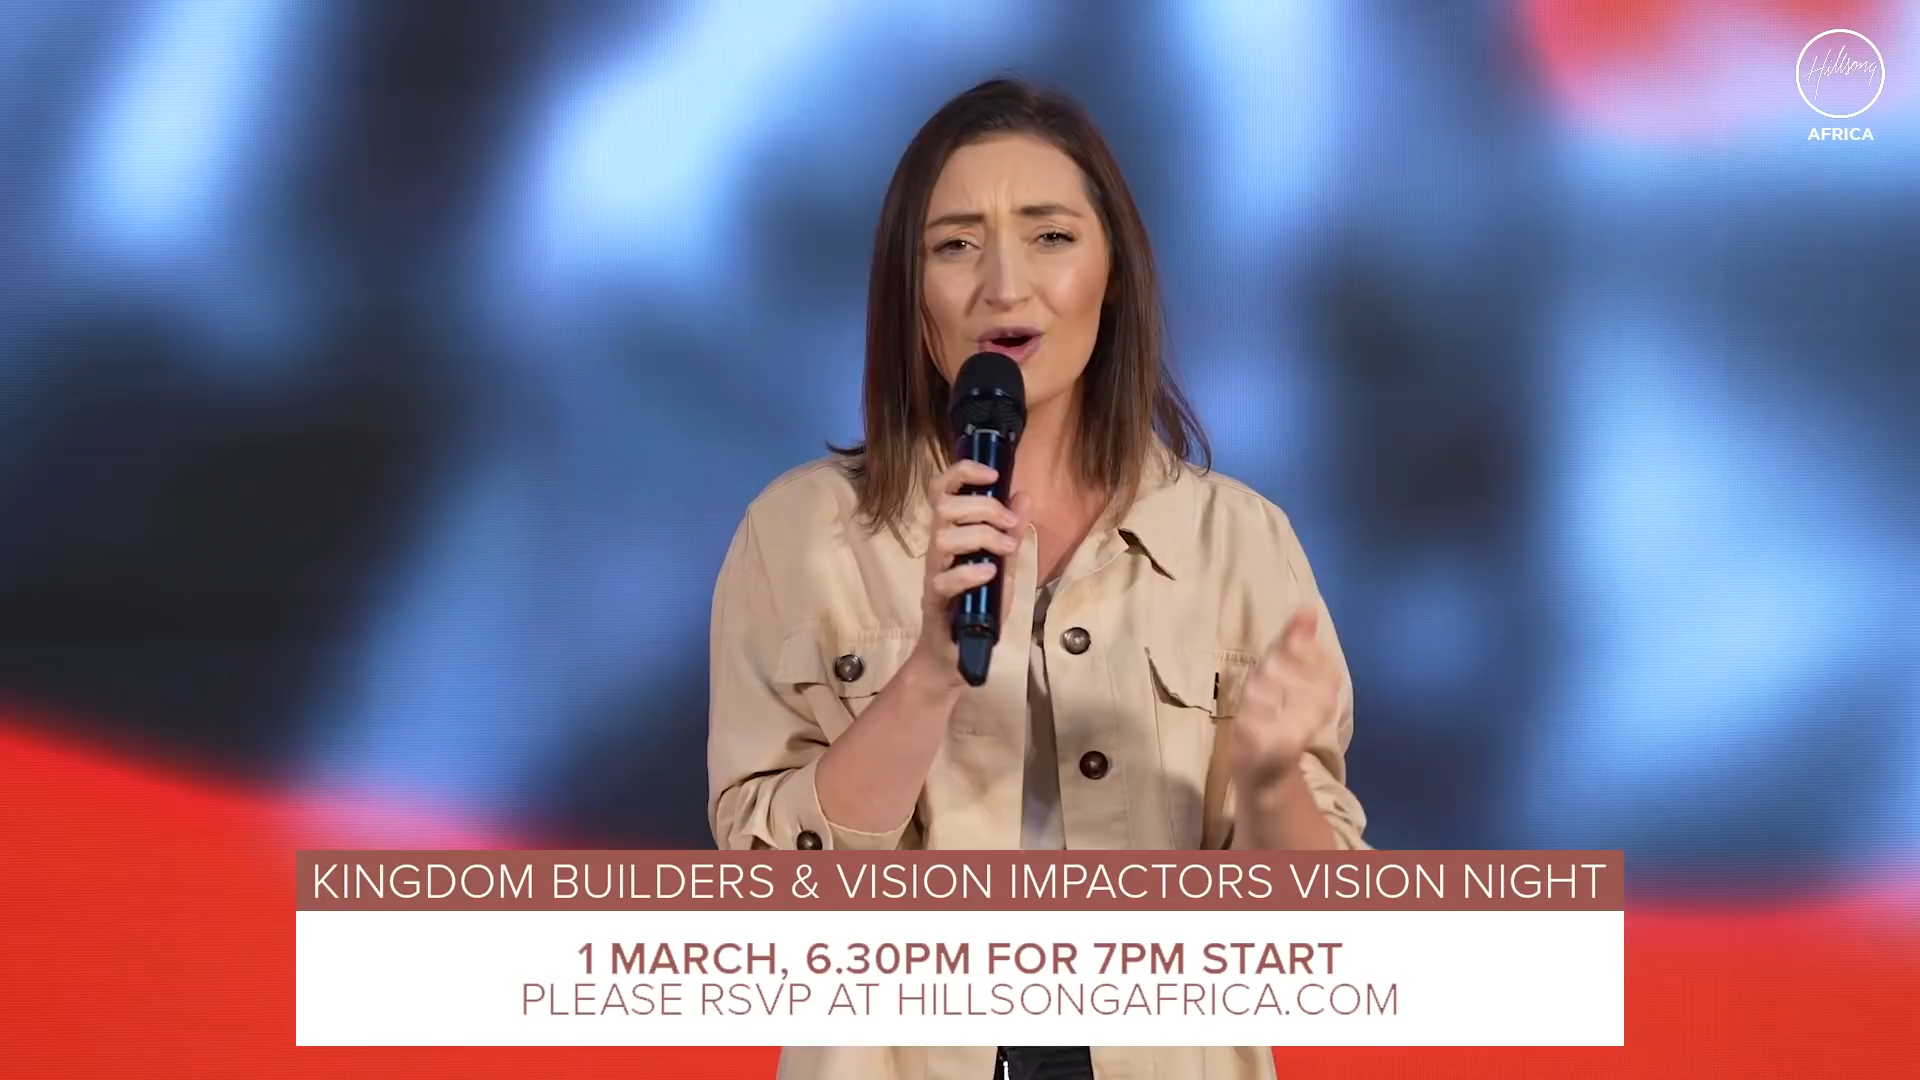 Hillsong
AFRICA
KINGDOM BUILDERS & VISION IMPACTORS VISION NIGHT
1 MARCH, 6.30PM FOR 7PM START
PLEASE RSVP AT HILLSONGAFRICA.COM